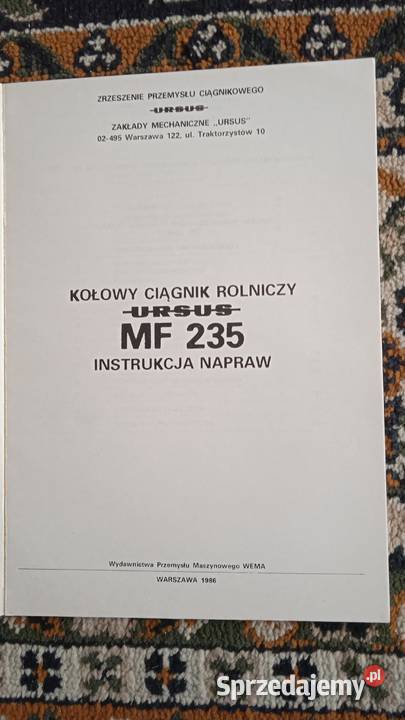 ZRZESZENIE PRZEMYSŁU CIĄGNIKOWEGO
URSUS
ZAKŁADY MECHANICZNE „URSUS"
02-495 Warszawa 122, ul. Traktorzystów 10
KOŁOWY CIĄGNIK ROLNICZY
URSUS
MF 235
INSTRUKCJA NAPRAW
Wydawnictwa Przemysłu Maszynowego WEMA
WARSZAWA 1986
Sprzedajemy.pl